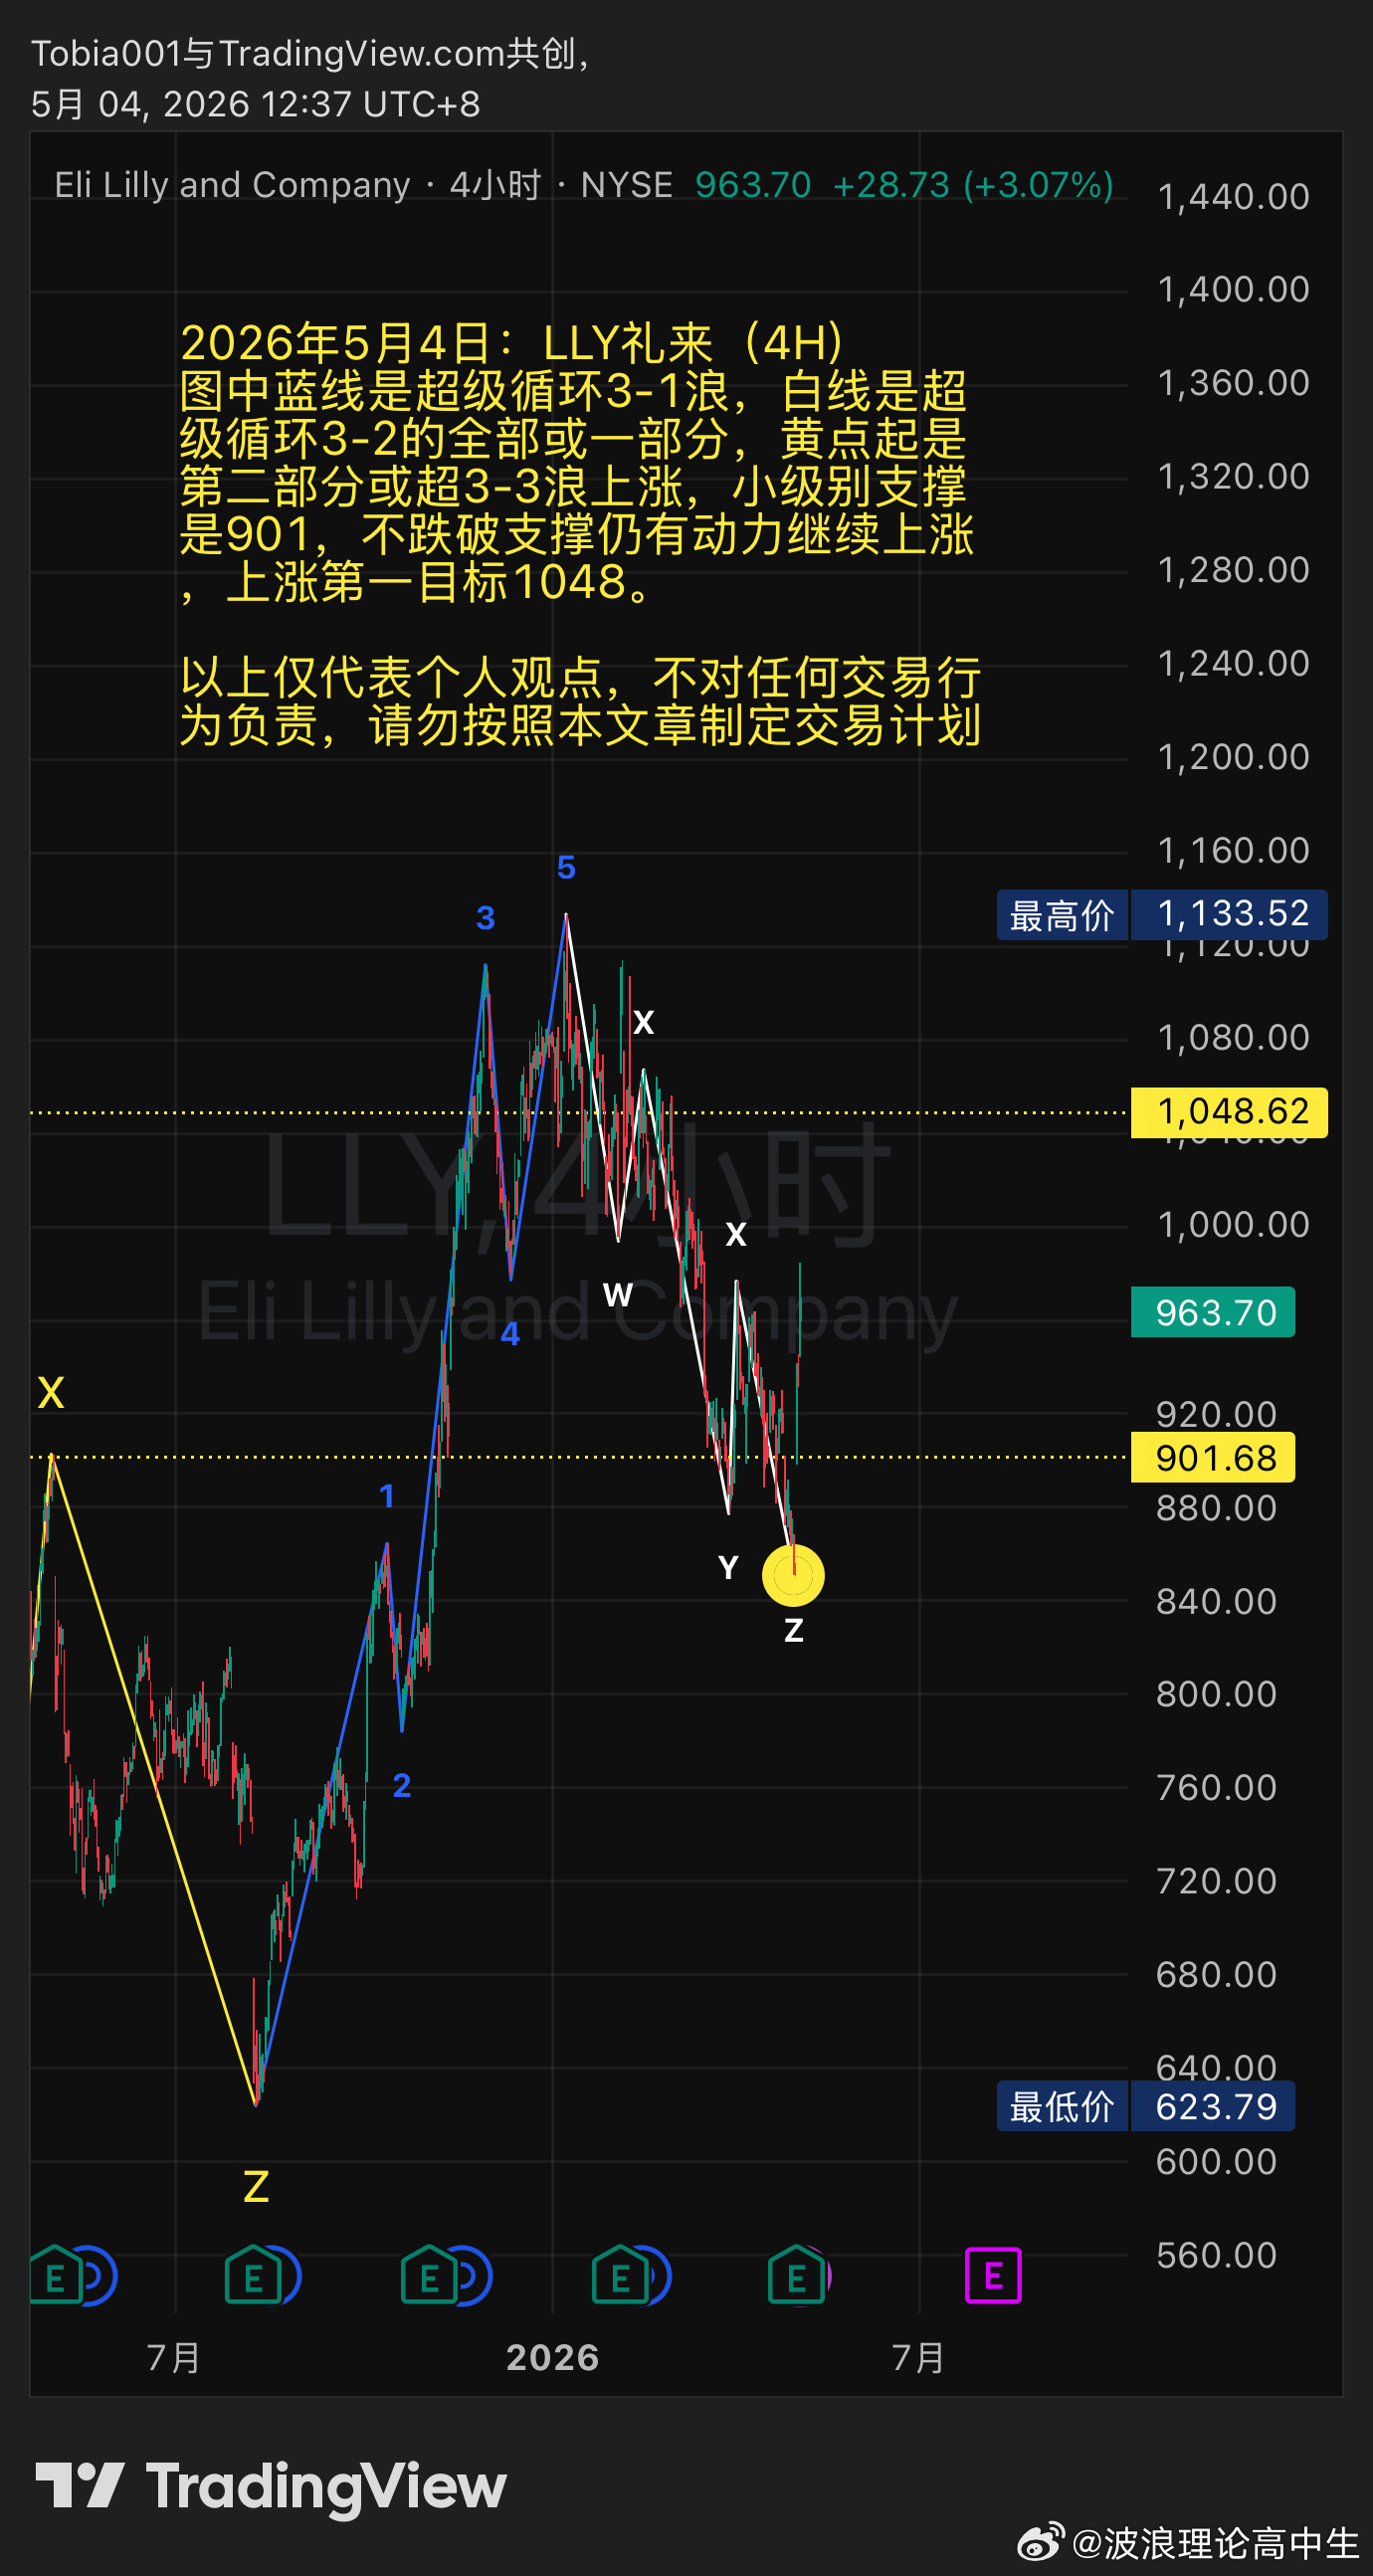 Tobia001与TradingView.com共创,
5月 04, 2026 12:37 UTC+8
Eli Lilly and Company · 4小时 · NYSE 963.70 +28.73 (+3.07%)
1,440.00
1,400.00
2026年5月4日：LLY礼来（4H）
图中蓝线是超级循环3-1浪，白线是超
级循环3-2的全部或一部分，黄点起是
第二部分或超3-3浪上涨，小级别支撑
是901，不跌破支撑仍有动力继续上涨
，上涨第一目标1048。
以上仅代表个人观点，不对任何交易行
为负责，请勿按照本文章制定交易计划
1,360.00
1,320.00
1,280.00
1,240.00
1,200.00
1,160.00
最高价 1,133.52
1,120.00
1,080.00
1,048.62
1,040.00
1,000.00
963.70
920.00
901.68
880.00
840.00
800.00
760.00
720.00
680.00
640.00
最低价 623.79
600.00
560.00
LLY, 4小时
Eli Lilly and Company
5
3
X
X
W
4
X
1
Y
Z
2
Z
E
E
E
E
E
E
7月
2026
7月
TradingView
@波浪理论高中生